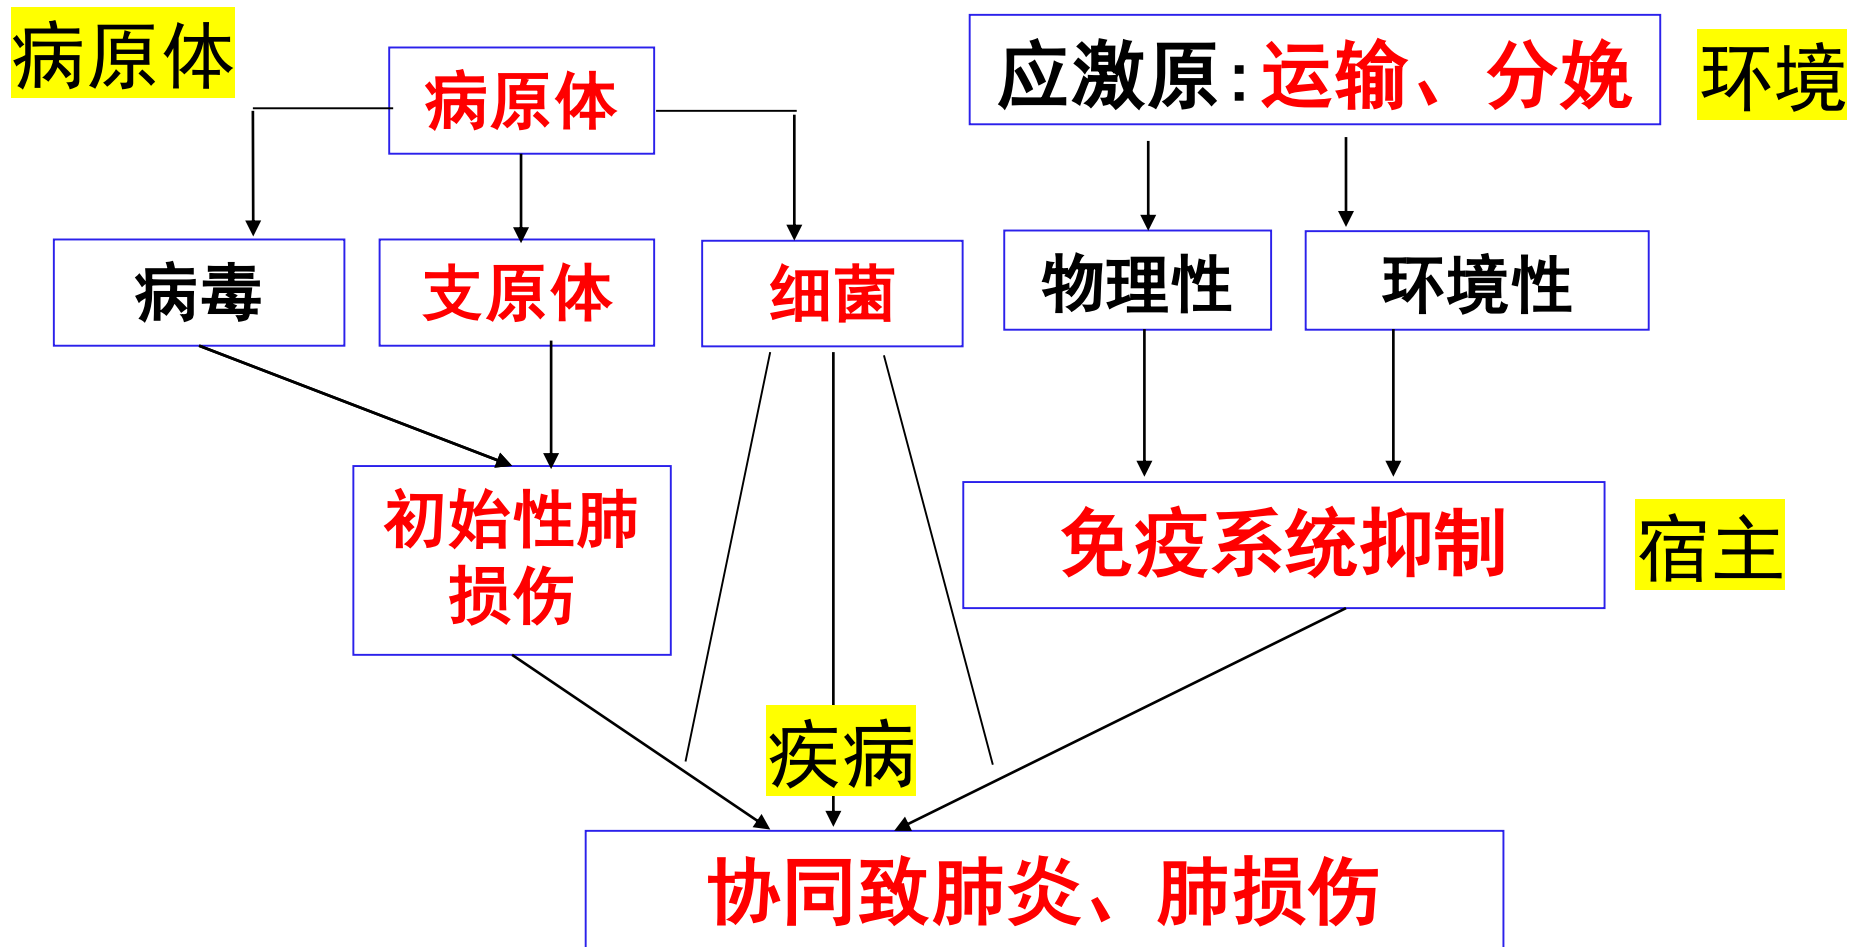 病原体
病原体
应激原:运输、分娩
环境
病毒
支原体
细菌
物理性
环境性
初始性肺
损伤
免疫系统抑制
宿主
疾病
协同致肺炎、肺损伤